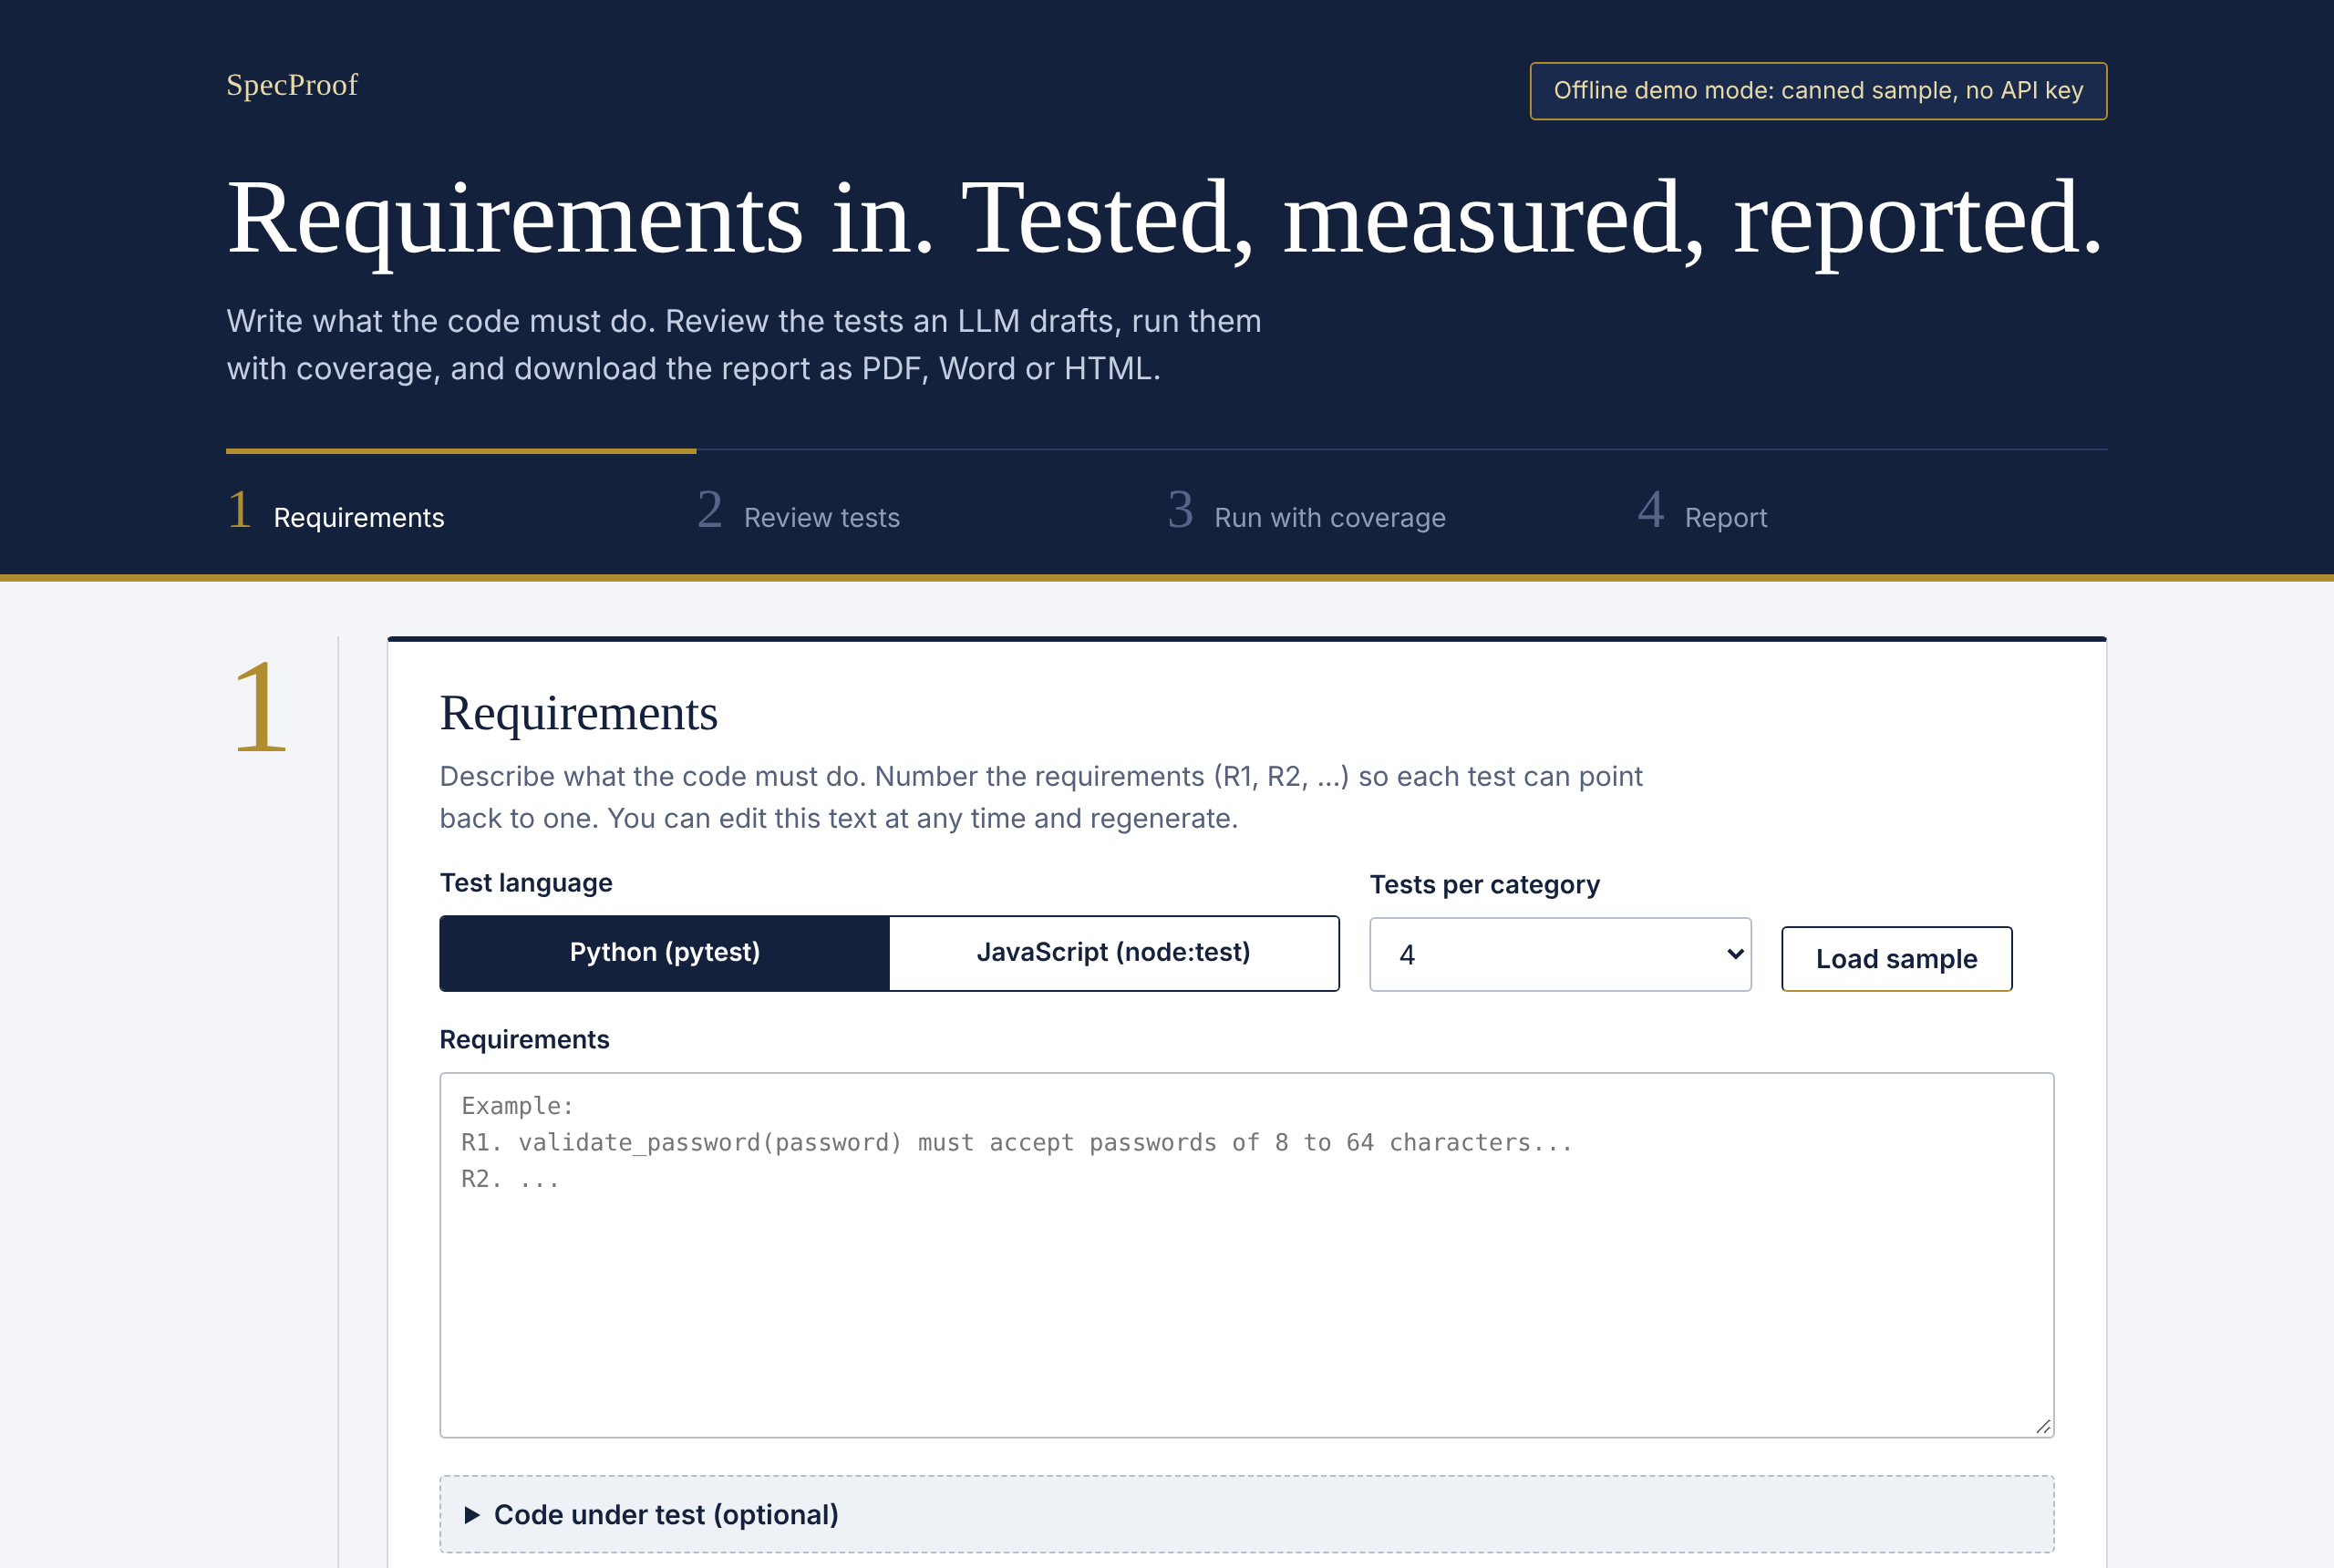 SpecProof
Offline demo mode: canned sample, no API key
Requirements in. Tested, measured, reported.
Write what the code must do. Review the tests an LLM drafts, run them
with coverage, and download the report as PDF, Word or HTML.
1 Requirements
2 Review tests
3 Run with coverage
4 Report
1
Requirements
Describe what the code must do. Number the requirements (R1, R2, ...) so each test can point
back to one. You can edit this text at any time and regenerate.
Test language
Tests per category
Python (pytest)
JavaScript (node:test)
4
Load sample
Requirements
Example:
R1. validate_password(password) must accept passwords of 8 to 64 characters...
R2. ...
Code under test (optional)